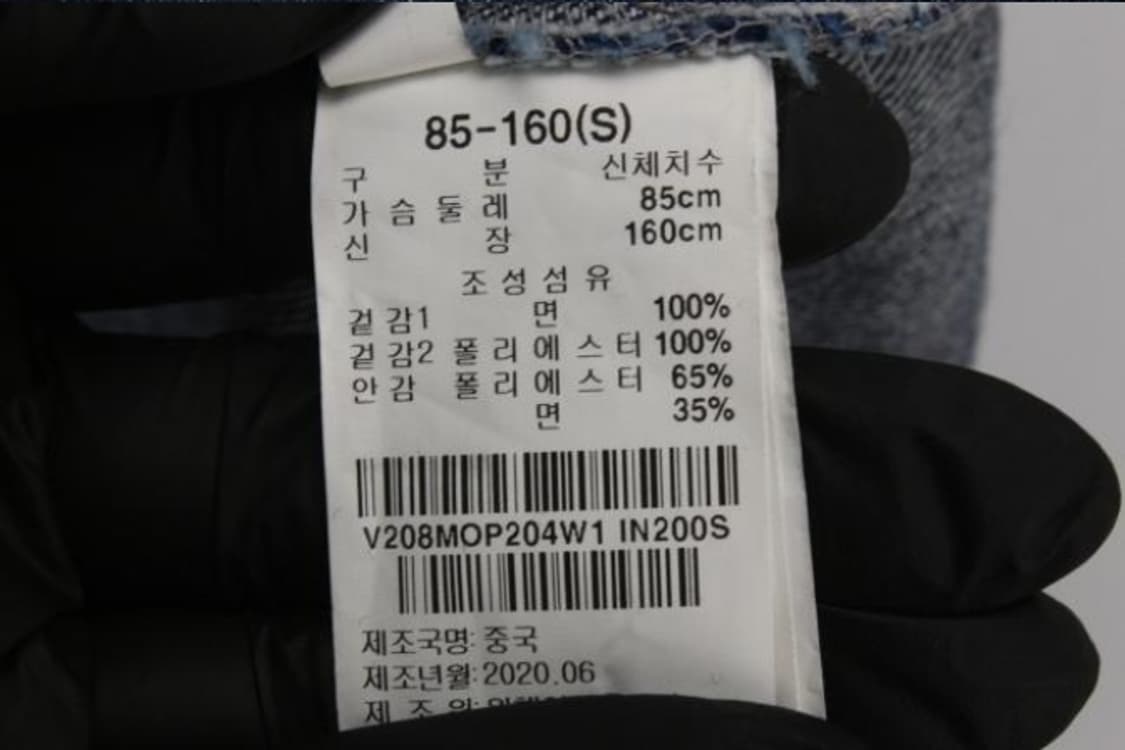 85-160(S)
구 분 신체치수
가 슴 둘 레 85cm
신 장 160cm
조 성 섬 유
겉 감1 면 100%
겉 감2 폴 리 에 스 터 100%
안 감 폴 리 에 스 터 65%
면 35%
V208MOP204W1 IN200S
제조국명: 중국
제조년월: 2020.06
제 조 원: